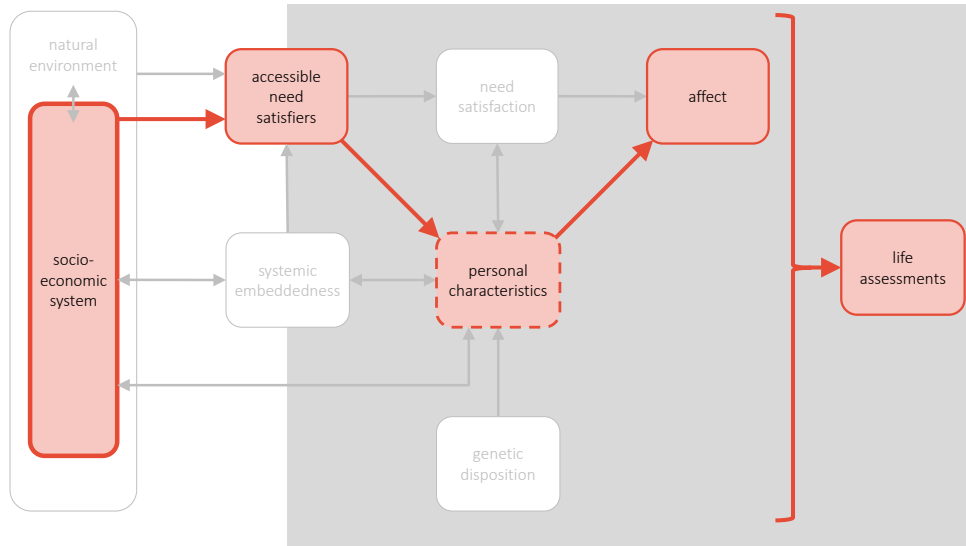 natural
environment
accessible
need
satisfiers
need
satisfaction
affect
socio-
economic
system
systemic
embeddedness
personal
characteristics
life
assessments
genetic
disposition